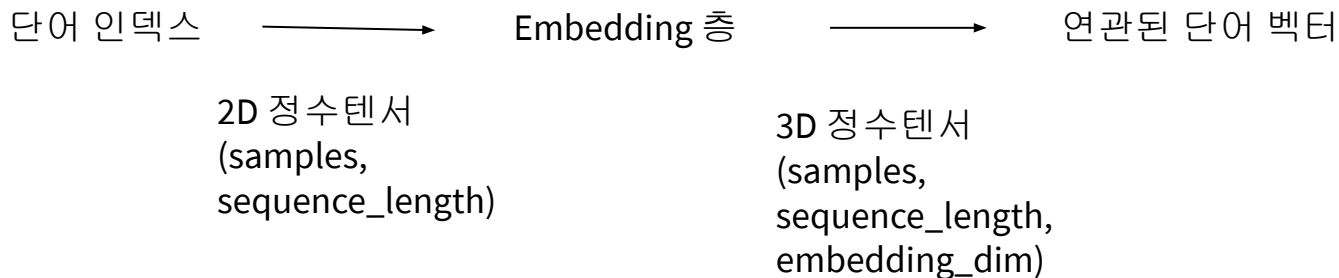 단어 인덱스 Embedding 층 연관된 단어 벡터
2D 정수텐서
(samples,
sequence_length)
3D 정수텐서
(samples,
sequence_length,
embedding_dim)